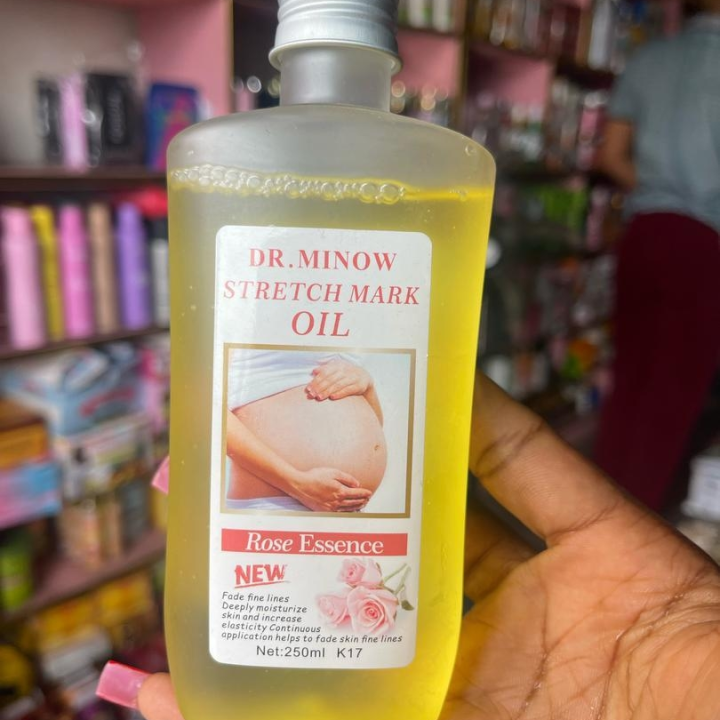 DR.MINOW
STRETCH MARK
OIL
Rose Essence
NEW
Fade fine lines
Deeply moisturize
skin and increase
elasticity Continuous
application helps to fade skin fine lines
Net:250ml K17